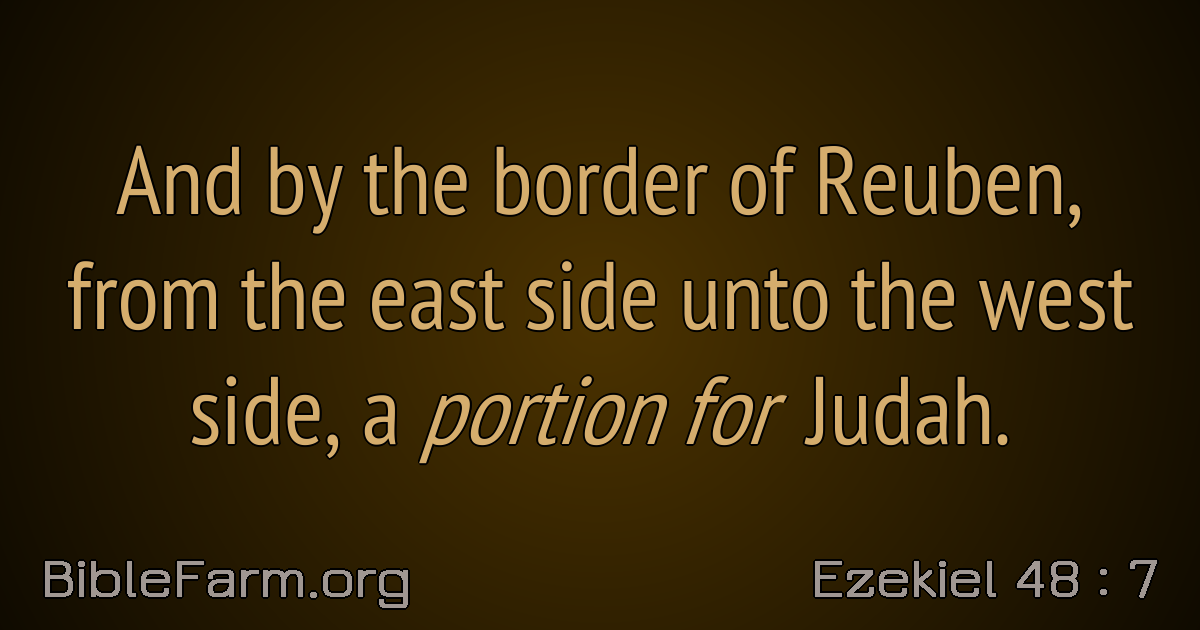 And by the border of Reuben,
from the east side unto the west
side, a portion for Judah.
BibleFarm.org
Ezekiel 48 : 7